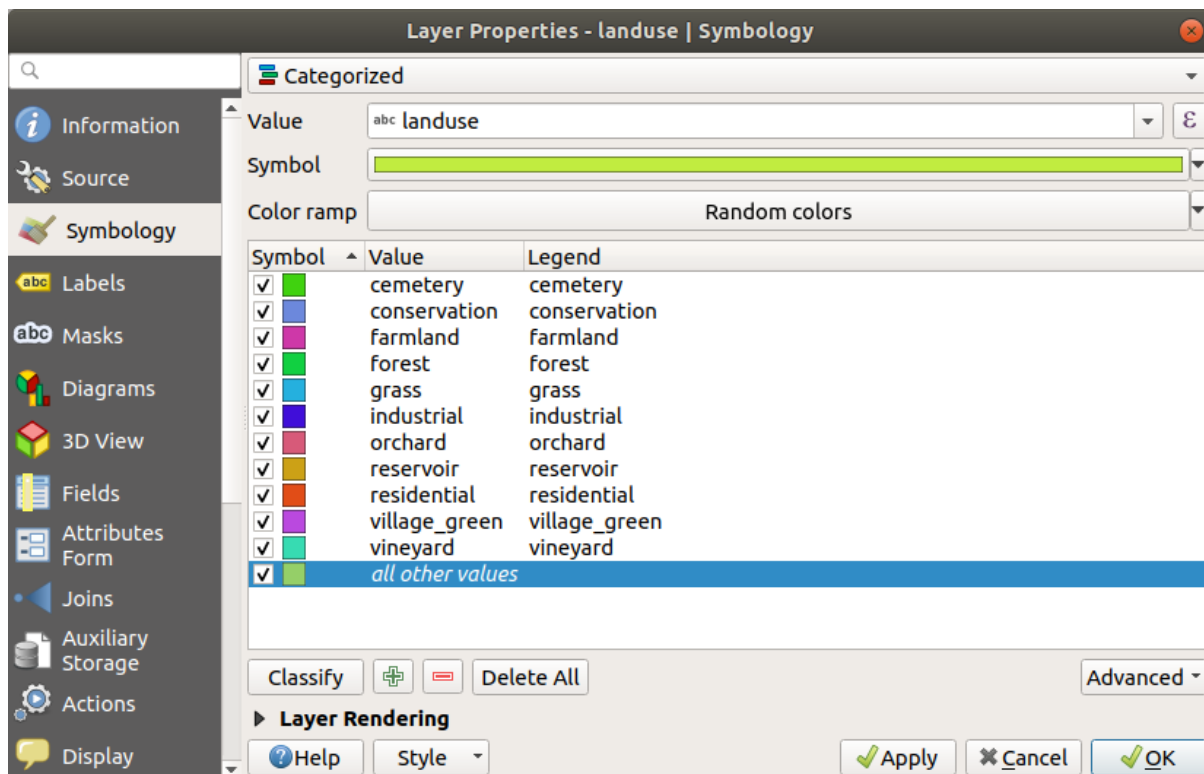 Layer Properties - landuse | Symbology
Information
Source
Symbology
abc Labels
abc Masks
Diagrams
3D View
Fields
Attributes
Form
Joins
Auxiliary
Storage
Actions
Display
Categorized
Value abc landuse ε
Symbol
Color ramp Random colors
Symbol Value Legend
cemetery cemetery
conservation conservation
farmland farmland
forest forest
grass grass
industrial industrial
orchard orchard
reservoir reservoir
residential residential
village_green village_green
vineyard vineyard
all other values
Classify Delete All Advanced
Layer Rendering
Help Style Apply Cancel OK